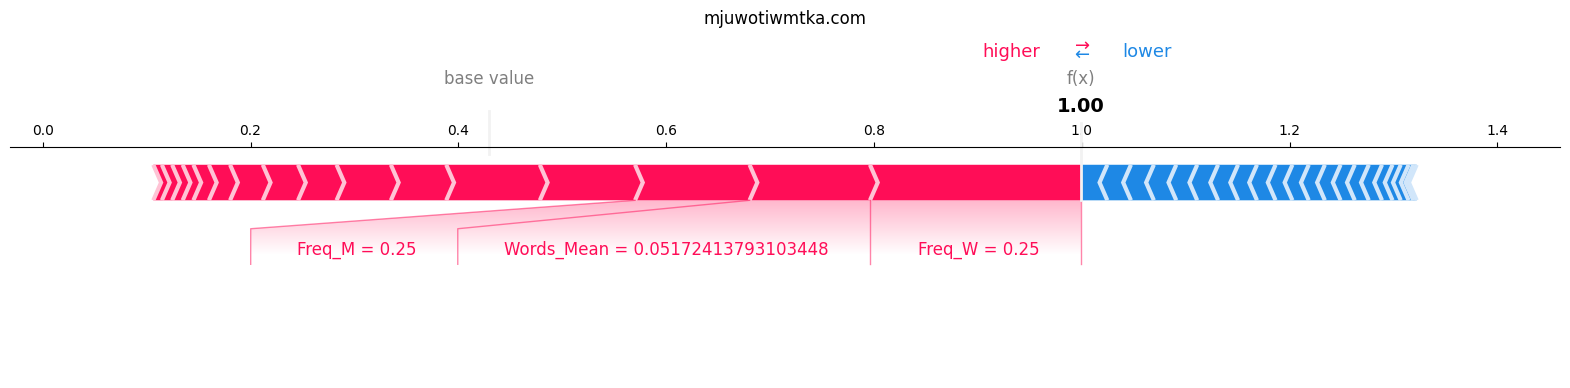 mjuwotiwmtka.com
higher ⇄ lower
base value f(x)
1.00
0.0 0.2 0.4 0.6 0.8 1.0 1.2 1.4
Freq_M = 0.25 Words_Mean = 0.05172413793103448 Freq_W = 0.25